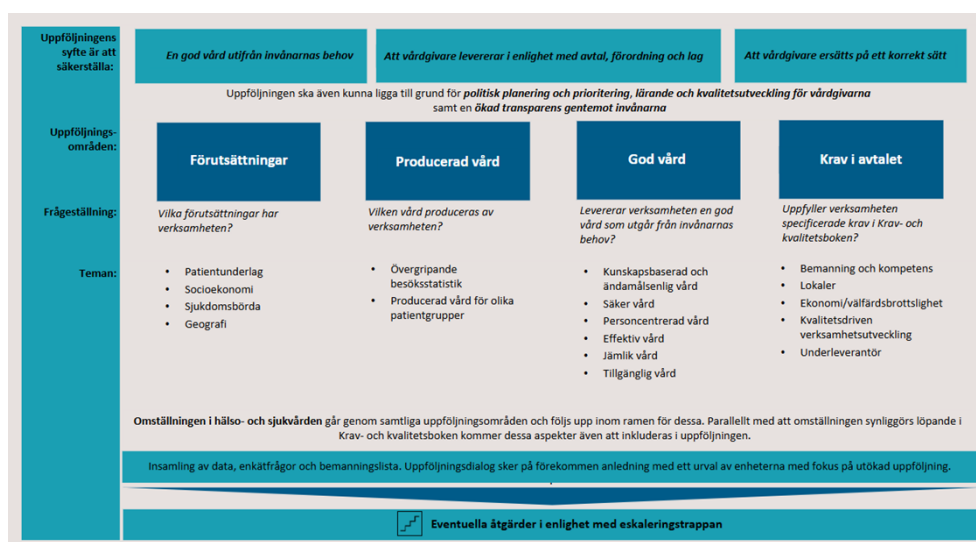 Uppföljningens
syfte är att
säkerställa:
En god vård utifrån invånarnas behov
Att vårdgivare levererar i enlighet med avtal, förordning och lag
Att vårdgivare ersätts på ett korrekt sätt
Uppföljningen ska även kunna ligga till grund för politisk planering och prioritering, lärande och kvalitetsutveckling för vårdgivarna
samt en ökad transparens gentemot invånarna
Uppföljnings-
områden:
Förutsättningar
Producerad vård
God vård
Krav i avtalet
Frågeställning:
Vilka förutsättningar har
verksamheten?
Vilken vård produceras av
verksamheten?
Levererar verksamheten en god
vård som utgår från invånarnas
behov?
Uppfyller verksamheten
specificerade krav i Krav- och
kvalitetsboken?
Teman:
• Patientunderlag
• Socioekonomi
• Sjukdomsbörda
• Geografi
• Övergripande
besöksstatistik
• Producerad vård för olika
patientgrupper
• Kunskapsbaserad och
ändamålsenlig vård
• Säker vård
• Personcentrerad vård
• Effektiv vård
• Jämlik vård
• Tillgänglig vård
• Bemanning och kompetens
• Lokaler
• Ekonomi/välfärdsbrottslighet
• Kvalitetsdriven
verksamhetsutveckling
• Underleverantör
Omställningen i hälso- och sjukvården går genom samtliga uppföljningsområden och följs upp inom ramen för dessa. Parallellt med att omställningen synliggörs löpande i
Krav- och kvalitetsboken kommer dessa aspekter även att inkluderas i uppföljningen.
Insamling av data, enkätfrågor och bemanningslista. Uppföljningsdialog sker på förekommen anledning med ett urval av enheterna med fokus på utökad uppföljning.
Eventuella åtgärder i enlighet med eskaleringstrappan